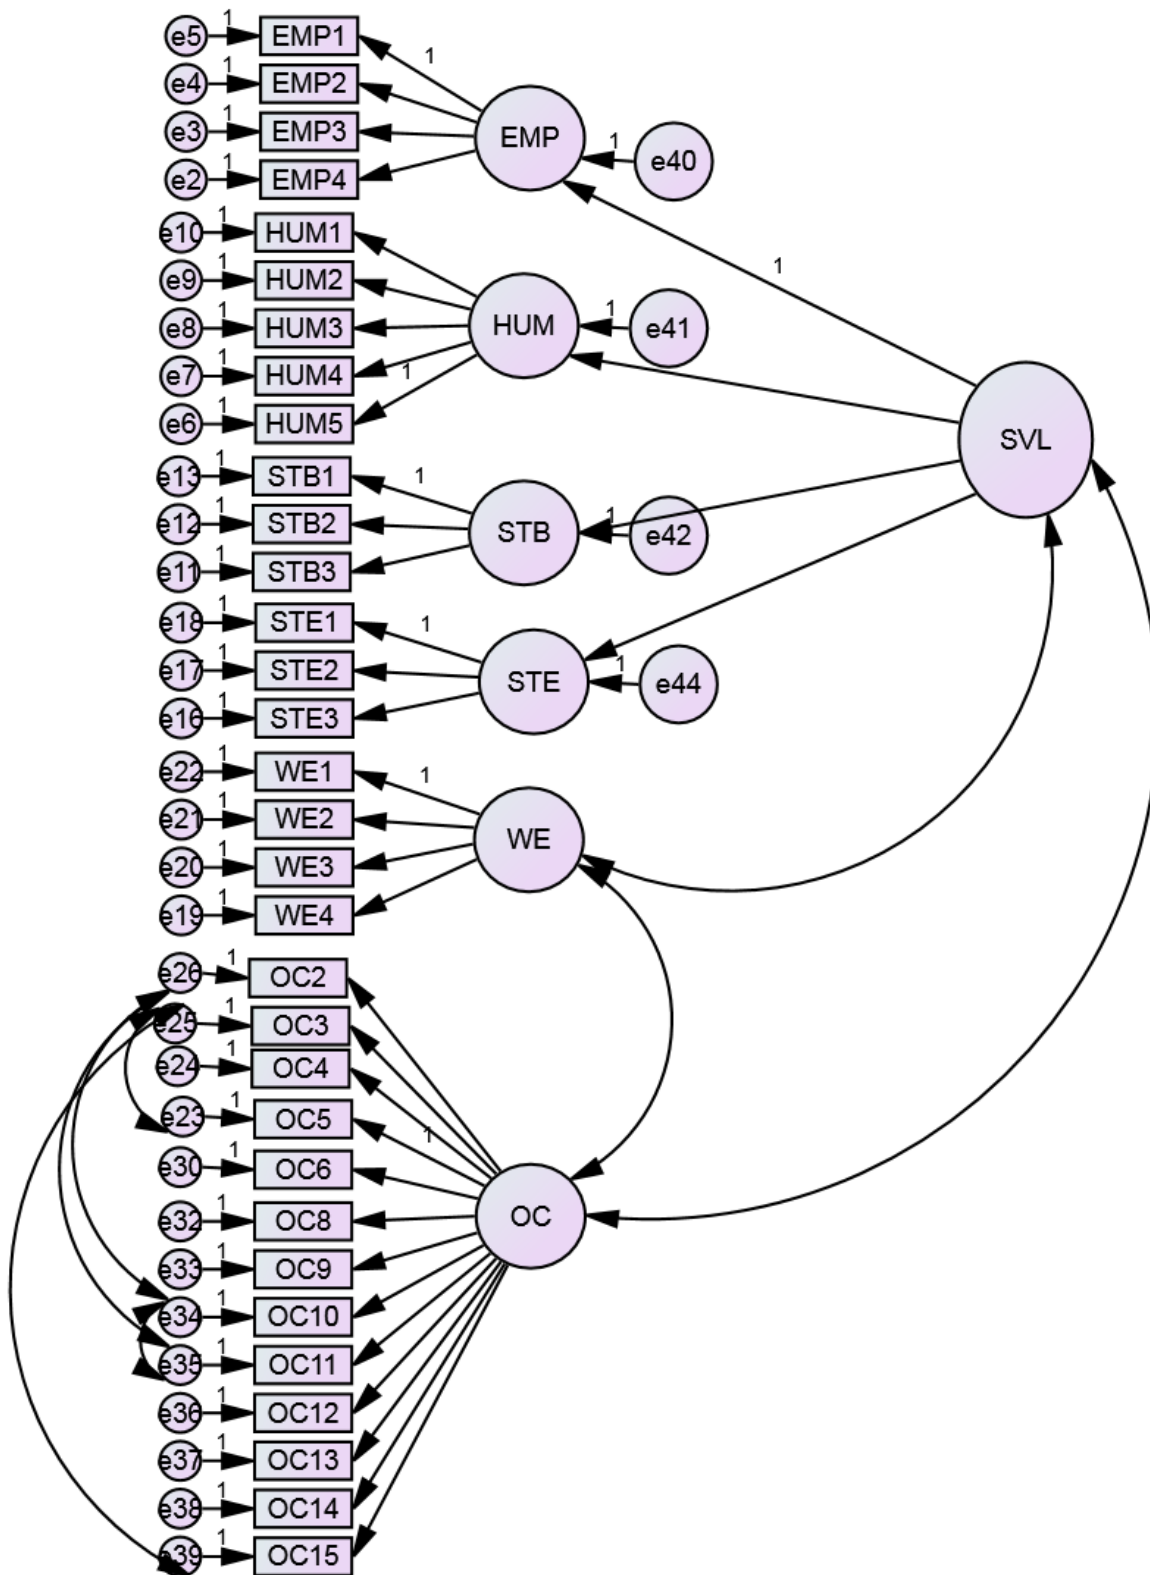 e5 1 EMP1
1
e4 1 EMP2
e3 1 EMP3
EMP
1 e40
e2 1 EMP4
e10 1 HUM1
1
e9 1 HUM2
e8 1 HUM3
HUM
1 e41
e7 1 HUM4
1
e6 1 HUM5
SVL
e13 1 STB1
1
e12 1 STB2
STB
1 e42
e11 1 STB3
e18 1 STE1
1
e17 1 STE2
STE
1 e44
e16 1 STE3
e22 1 WE1
1
e21 1 WE2
WE
e20 1 WE3
e19 1 WE4
e26 1 OC2
e25 1 OC3
e24 1 OC4
e23 1 OC5
1
e30 1 OC6
e32 1 OC8
OC
e33 1 OC9
e34 1 OC10
e35 1 OC11
e36 1 OC12
e37 1 OC13
e38 1 OC14
e39 1 OC15